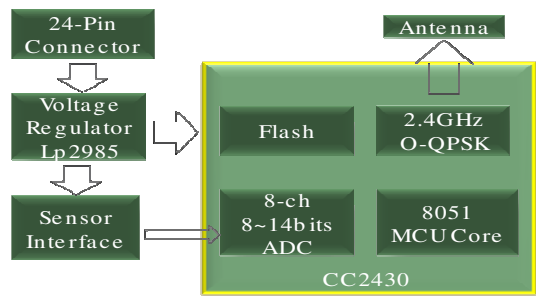 24-Pin
Connector
Antenna
Voltage
Regulator
Lp2985
Flash
2.4GHz
O-QPSK
Sensor
Interface
8-ch
8~14bits
ADC
8051
MCU Core
CC2430